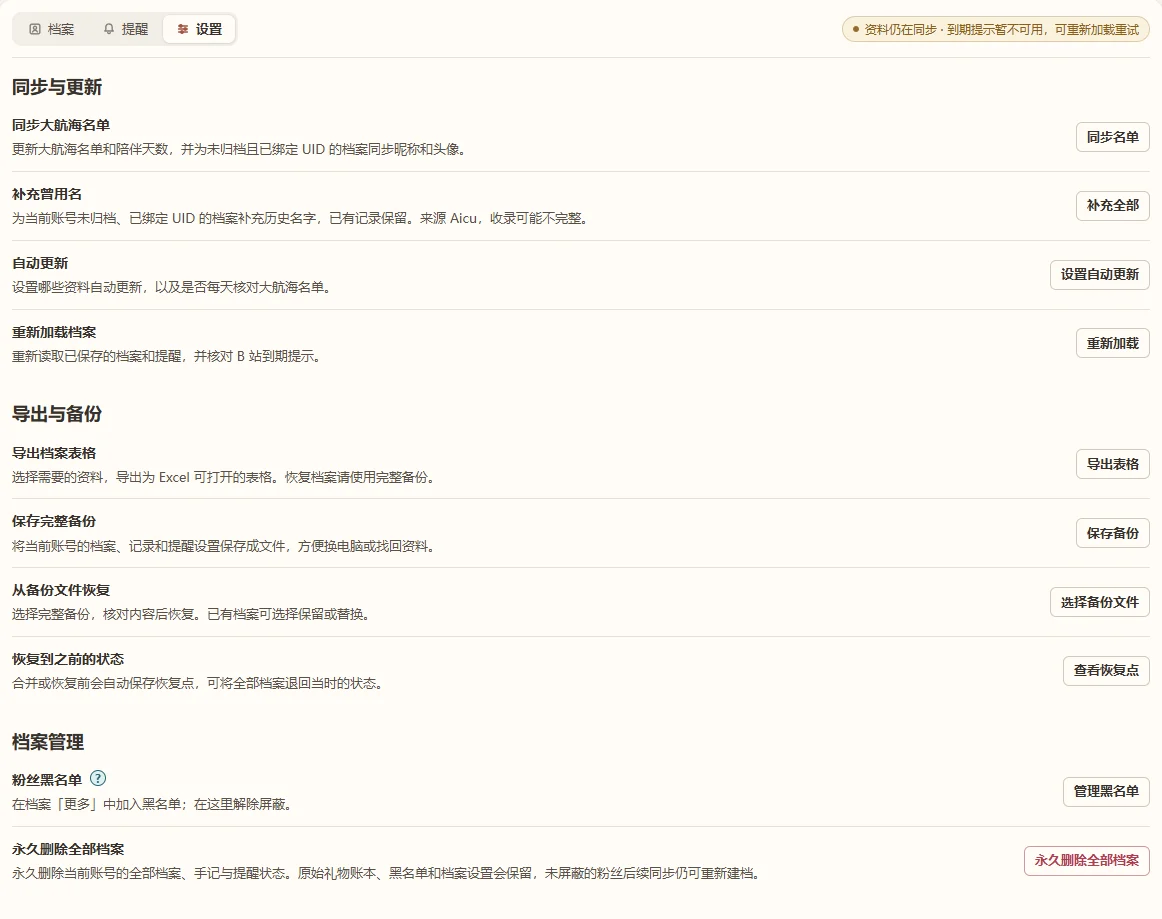 档案 提醒 设置 资料仍在同步 · 到期提示暂不可用，可重新加载重试
同步与更新
同步大航海名单
更新大航海名单和陪伴天数，并为未归档且已绑定 UID 的档案同步昵称和头像。
同步名单
补充曾用名
为当前账号未归档、已绑定 UID 的档案补充历史名字，已有记录保留。来源 Aicu，收录可能不完整。
补充全部
自动更新
设置哪些资料自动更新，以及是否每天核对大航海名单。
设置自动更新
重新加载档案
重新读取已保存的档案和提醒，并核对 B 站到期提示。
重新加载
导出与备份
导出档案表格
选择需要的资料，导出为 Excel 可打开的表格。恢复档案请使用完整备份。
导出表格
保存完整备份
将当前账号的档案、记录和提醒设置保存成文件，方便换电脑或找回资料。
保存备份
从备份文件恢复
选择完整备份，核对内容后恢复。已有档案可选择保留或替换。
选择备份文件
恢复到之前的状态
合并或恢复前会自动保存恢复点，可将全部档案退回当时的状态。
查看恢复点
档案管理
粉丝黑名单 ?
在档案「更多」中加入黑名单；在这里解除屏蔽。
管理黑名单
永久删除全部档案
永久删除当前账号的全部档案、手记与提醒状态。原始礼物账本、黑名单和档案设置会保留，未屏蔽的粉丝后续同步仍可重新建档。
永久删除全部档案